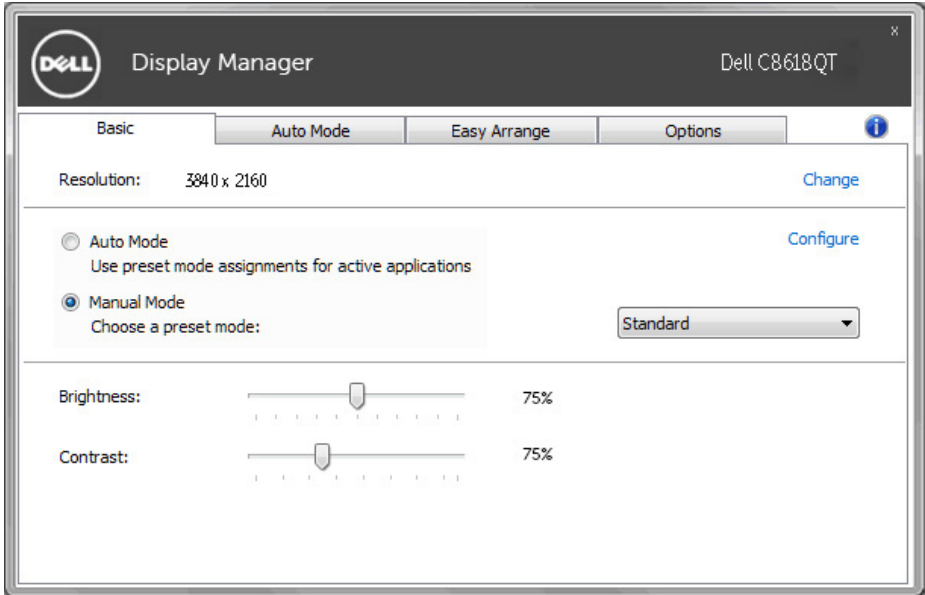 DELL
Display Manager
Dell C8618QT
x
Basic
Auto Mode
Easy Arrange
Options
i
Resolution:
3840 x 2160
Change
Auto Mode
Configure
Use preset mode assignments for active applications
Manual Mode
Choose a preset mode:
Standard
Brightness:
75%
Contrast:
75%